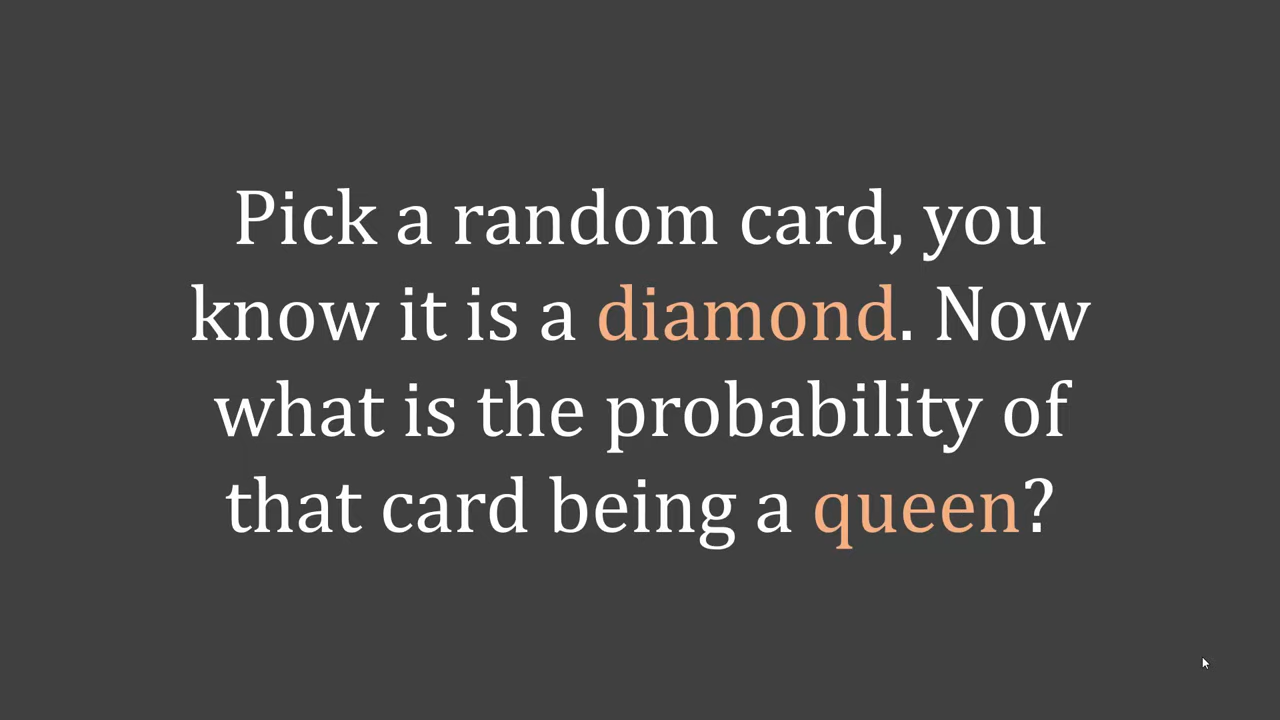 Pick a random card, you
know it is a diamond. Now
what is the probability of
that card being a queen?